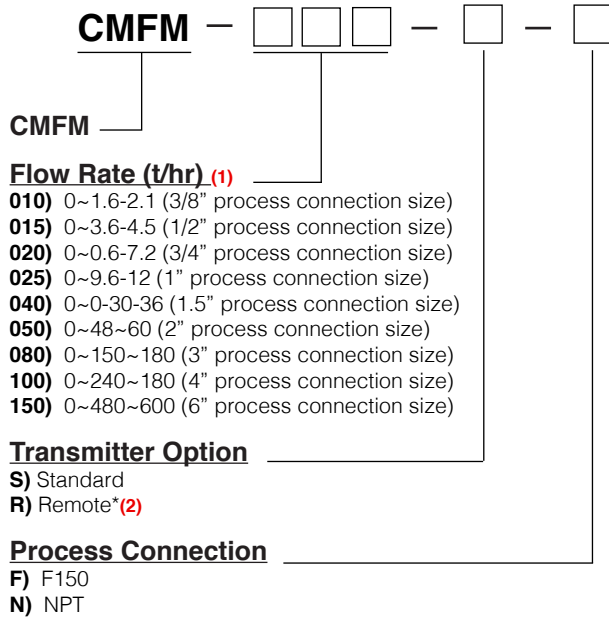 CMFM – □□□ – □ – □
CMFM
Flow Rate (t/hr) (1)
010) 0~1.6-2.1 (3/8” process connection size)
015) 0~3.6-4.5 (1/2” process connection size)
020) 0~0.6-7.2 (3/4” process connection size)
025) 0~9.6-12 (1” process connection size)
040) 0~0-30-36 (1.5” process connection size)
050) 0~48~60 (2” process connection size)
080) 0~150~180 (3” process connection size)
100) 0~240~180 (4” process connection size)
150) 0~480~600 (6” process connection size)
Transmitter Option
S) Standard
R) Remote*(2)
Process Connection
F) F150
N) NPT